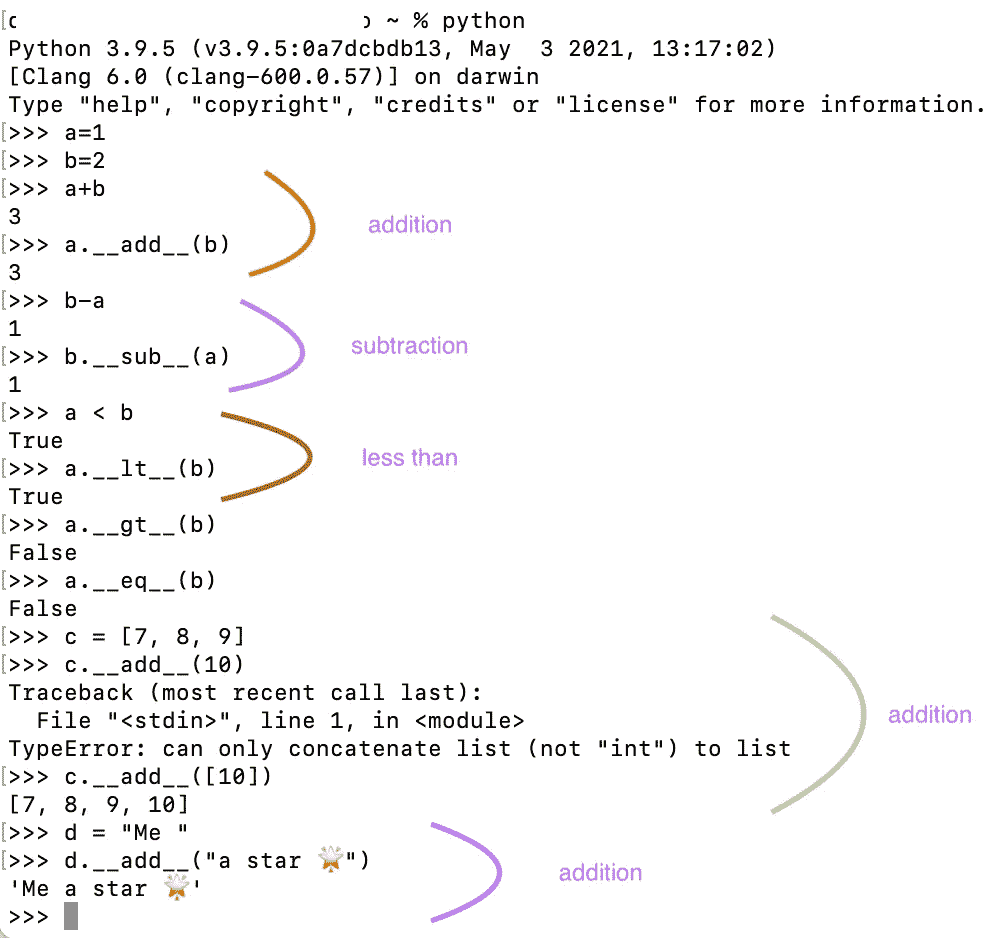 ~ % python
Python 3.9.5 (v3.9.5:0a7dcbdb13, May  3 2021, 13:17:02)
[Clang 6.0 (clang-600.0.57)] on darwin
Type "help", "copyright", "credits" or "license" for more information.
[>>> a=1
[>>> b=2
[>>> a+b
3
addition
[>>> a.__add__(b)
3
[>>> b-a
1
subtraction
[>>> b.__sub__(a)
1
[>>> a < b
True
less than
[>>> a.__lt__(b)
True
[>>> a.__gt__(b)
False
[>>> a.__eq__(b)
False
[>>> c = [7, 8, 9]
[>>> c.__add__(10)
Traceback (most recent call last):
  File "<stdin>", line 1, in <module>
addition
TypeError: can only concatenate list (not "int") to list
[>>> c.__add__([10])
[7, 8, 9, 10]
[>>> d = "Me "
[>>> d.__add__("a star 🌟")
addition
'Me a star 🌟'
>>>